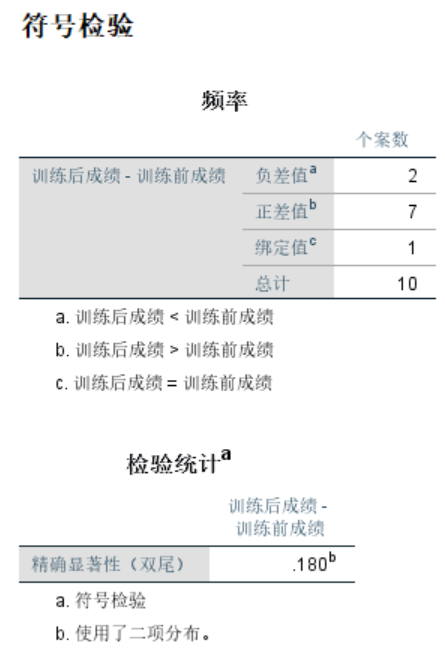 符号检验
频率
个案数
训练后成绩 - 训练前成绩 负差值a 2
正差值b 7
绑定值c 1
总计 10
a. 训练后成绩 < 训练前成绩
b. 训练后成绩 > 训练前成绩
c. 训练后成绩 = 训练前成绩
检验统计a
训练后成绩 -
训练前成绩
精确显著性（双尾） .180b
a. 符号检验
b. 使用了二项分布。